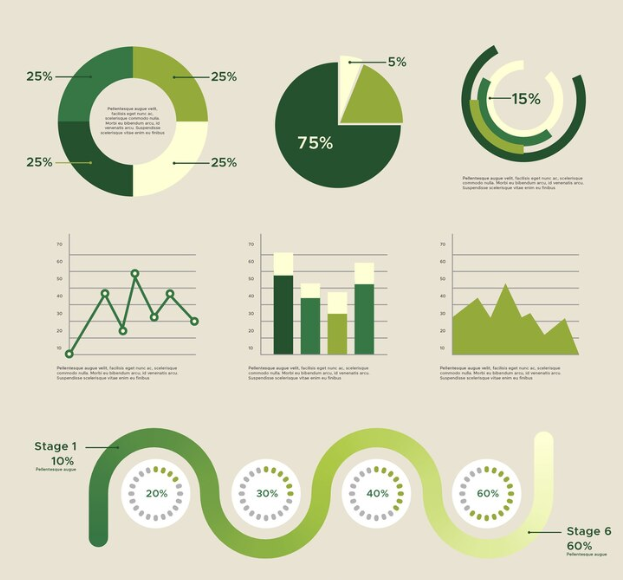 25%
25%
25%
25%
Pellentesque augue velit,
facilisis eget nunc ac,
scelerisque commodo nulla.
Morbi eu bibendum arcu, id
venenatis arcu. Suspendisse
scelerisque vitae enim eu finibus
5%
75%
15%
Pellentesque augue velit, facilisis eget nunc ac, scelerisque
commodo nulla. Morbi eu bibendum arcu, id venenatis arcu.
Suspendisse scelerisque vitae enim eu finibus
70
60
50
40
30
20
10
Pellentesque augue velit, facilisis eget nunc ac, scelerisque
commodo nulla. Morbi eu bibendum arcu, id venenatis arcu.
Suspendisse scelerisque vitae enim eu finibus
70
60
50
40
30
20
10
Pellentesque augue velit, facilisis eget nunc ac, scelerisque
commodo nulla. Morbi eu bibendum arcu, id venenatis arcu.
Suspendisse scelerisque vitae enim eu finibus
70
60
50
40
30
20
10
Pellentesque augue velit, facilisis eget nunc ac, scelerisque
commodo nulla. Morbi eu bibendum arcu, id venenatis arcu.
Suspendisse scelerisque vitae enim eu finibus
Stage 1
10%
Pellentesque augue
20%
30%
40%
60%
Stage 6
60%
Pellentesque augue